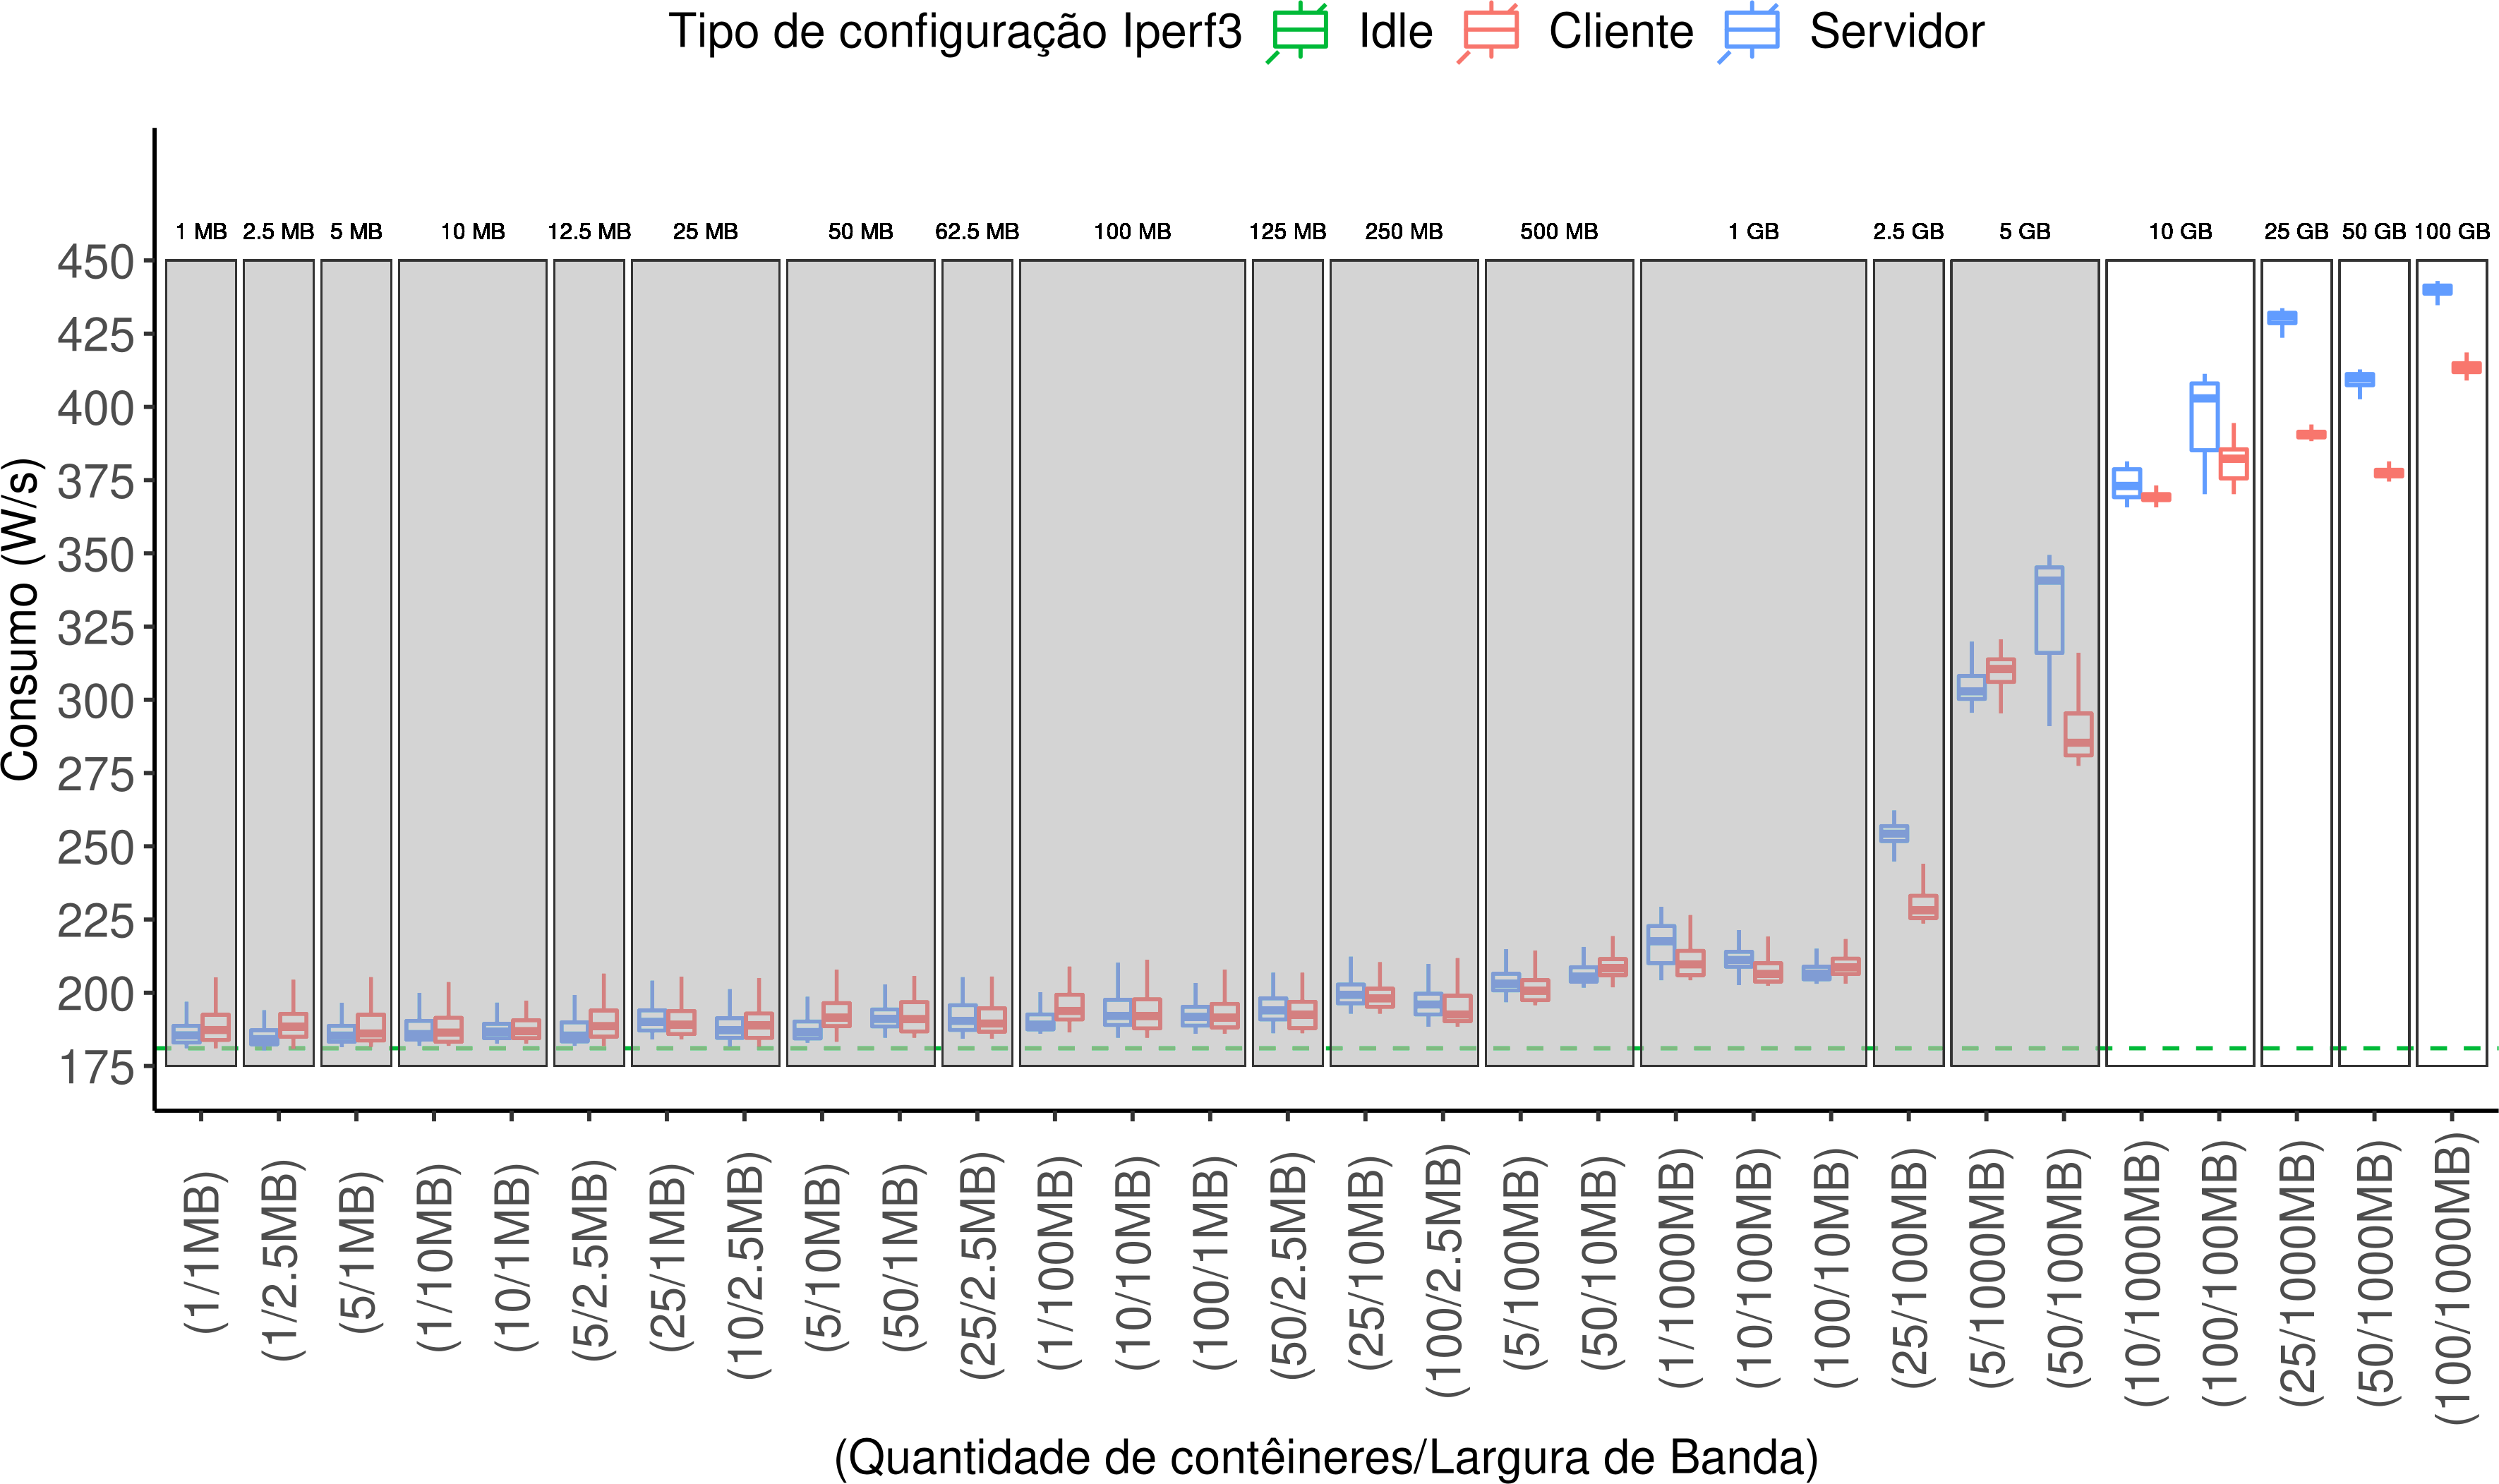 Tipo de configuração Iperf3 Idle Cliente Servidor
1 MB 2.5 MB 5 MB 10 MB 12.5 MB 25 MB 50 MB 62.5 MB 100 MB 125 MB 250 MB 500 MB 1 GB 2.5 GB 5 GB 10 GB 25 GB 50 GB 100 GB
450
425
400
375
350
325
300
275
250
225
200
175
Consumo (W/s)
(1/1MB)
(1/2.5MB)
(5/1MB)
(1/10MB)
(10/1MB)
(5/2.5MB)
(25/1MB)
(10/2.5MB)
(5/10MB)
(50/1MB)
(25/2.5MB)
(1/100MB)
(10/10MB)
(100/1MB)
(50/2.5MB)
(25/10MB)
(100/2.5MB)
(5/100MB)
(50/10MB)
(1/1000MB)
(10/100MB)
(100/10MB)
(25/100MB)
(5/1000MB)
(50/100MB)
(10/1000MB)
(100/100MB)
(25/1000MB)
(50/1000MB)
(100/1000MB)
(Quantidade de contêineres/Largura de Banda)